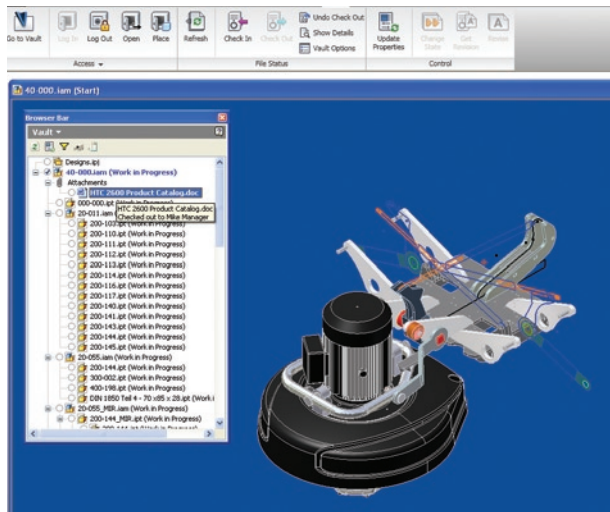 Go to Vault
Log In
Log Out
Open
Place
Refresh
Check In
Check Out
Undo Check Out
Show Details
Vault Options
Update Properties
Change State
Get Revision
Revise
Access
File Status
Control
40-000.iam (Start)
Browser Bar
Vault
Designs.ipj
40-000.iam (Work in Progress)
Attachments
HTC 2600 Product Catalog.doc
000-000.ipt (Work in Progress)
HTC 2600 Product Catalog.doc
Checked out to Mike Manager
20-011.iam
200-103.ipt
200-110.ipt (Work in Progress)
200-111.ipt (Work in Progress)
200-112.ipt (Work in Progress)
200-113.ipt (Work in Progress)
200-114.ipt (Work in Progress)
200-116.ipt (Work in Progress)
200-117.ipt (Work in Progress)
200-140.ipt (Work in Progress)
200-141.ipt (Work in Progress)
200-143.ipt (Work in Progress)
200-144.ipt (Work in Progress)
200-145.ipt (Work in Progress)
20-055.iam (Work in Progress)
200-144.ipt (Work in Progress)
300-002.ipt (Work in Progress)
400-198.ipt (Work in Progress)
DIN 1850 Teil 4 - 70 x85 x 28.ipt (Work i
20-055_MIR.iam (Work in Progress)
200-144_MIR.ipt (Work in Progress)